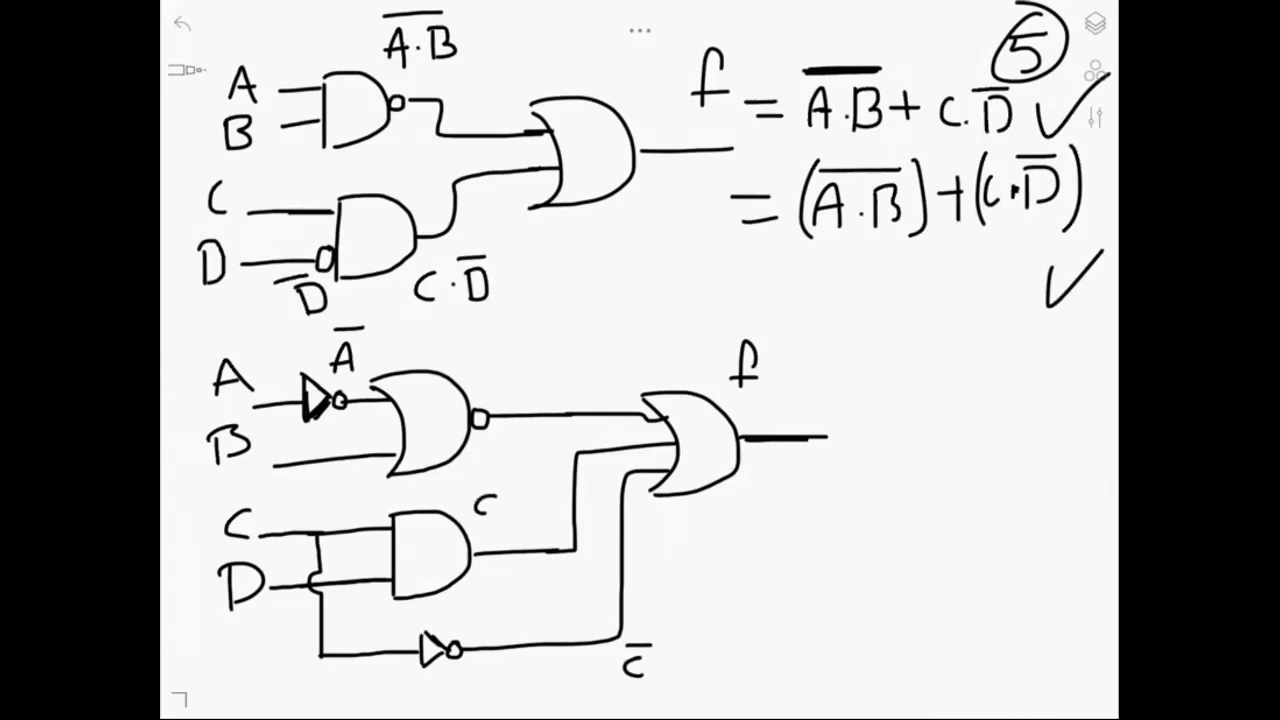 A̅·̅B̅
5
A
B
f
= A̅·̅B̅ + C·D̅ ✓
C
D
D̅
C·D̅
= (A̅·̅B̅) + (C·D̅)
✓
A
A̅
B
f
C
C
D
C̅